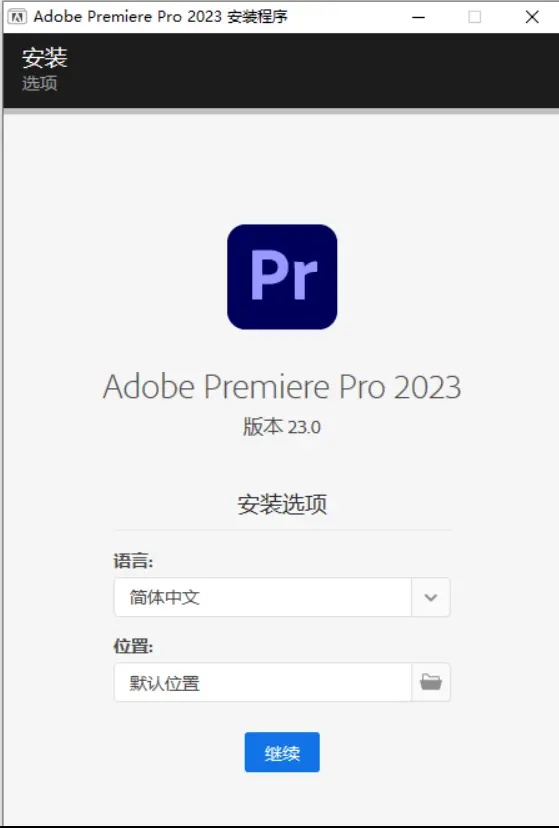 Adobe Premiere Pro 2023 安装程序
安装
选项
Pr
Adobe Premiere Pro 2023
版本 23.0
安装选项
语言:
简体中文
位置:
默认位置
继续